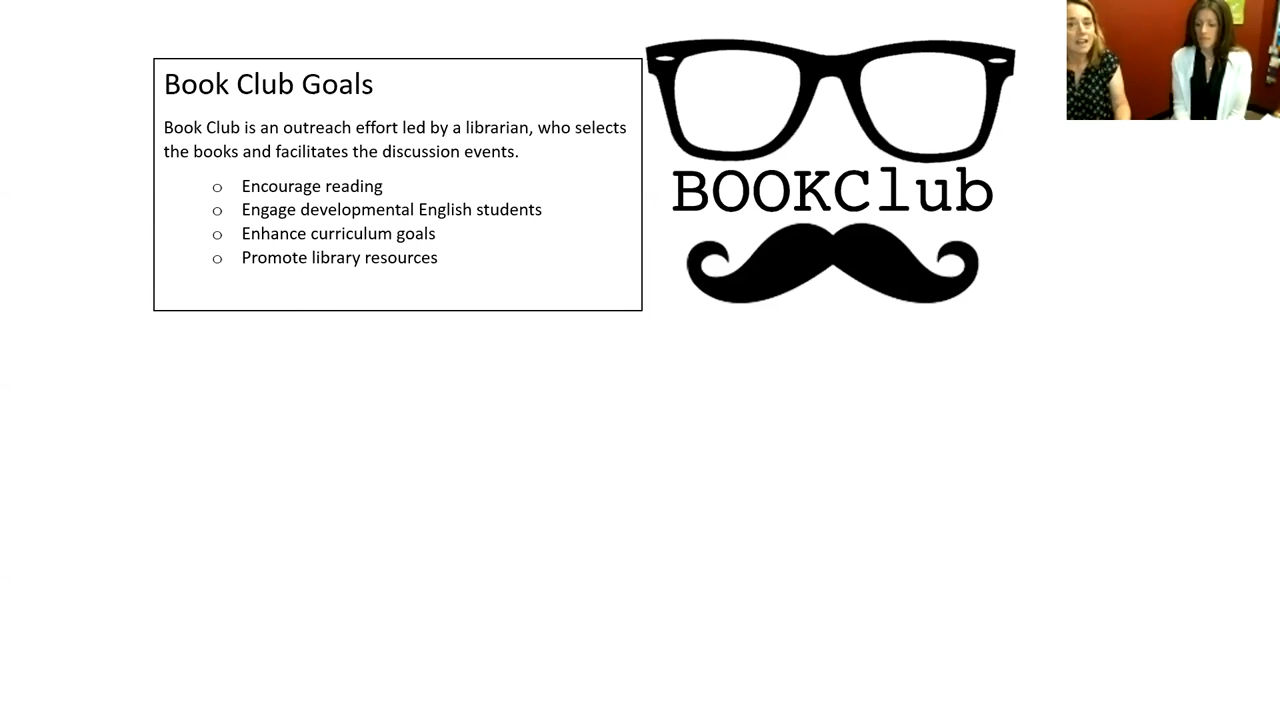 Book Club Goals
Book Club is an outreach effort led by a librarian, who selects
the books and facilitates the discussion events.
o Encourage reading
o Engage developmental English students
o Enhance curriculum goals
o Promote library resources
BOOKClub